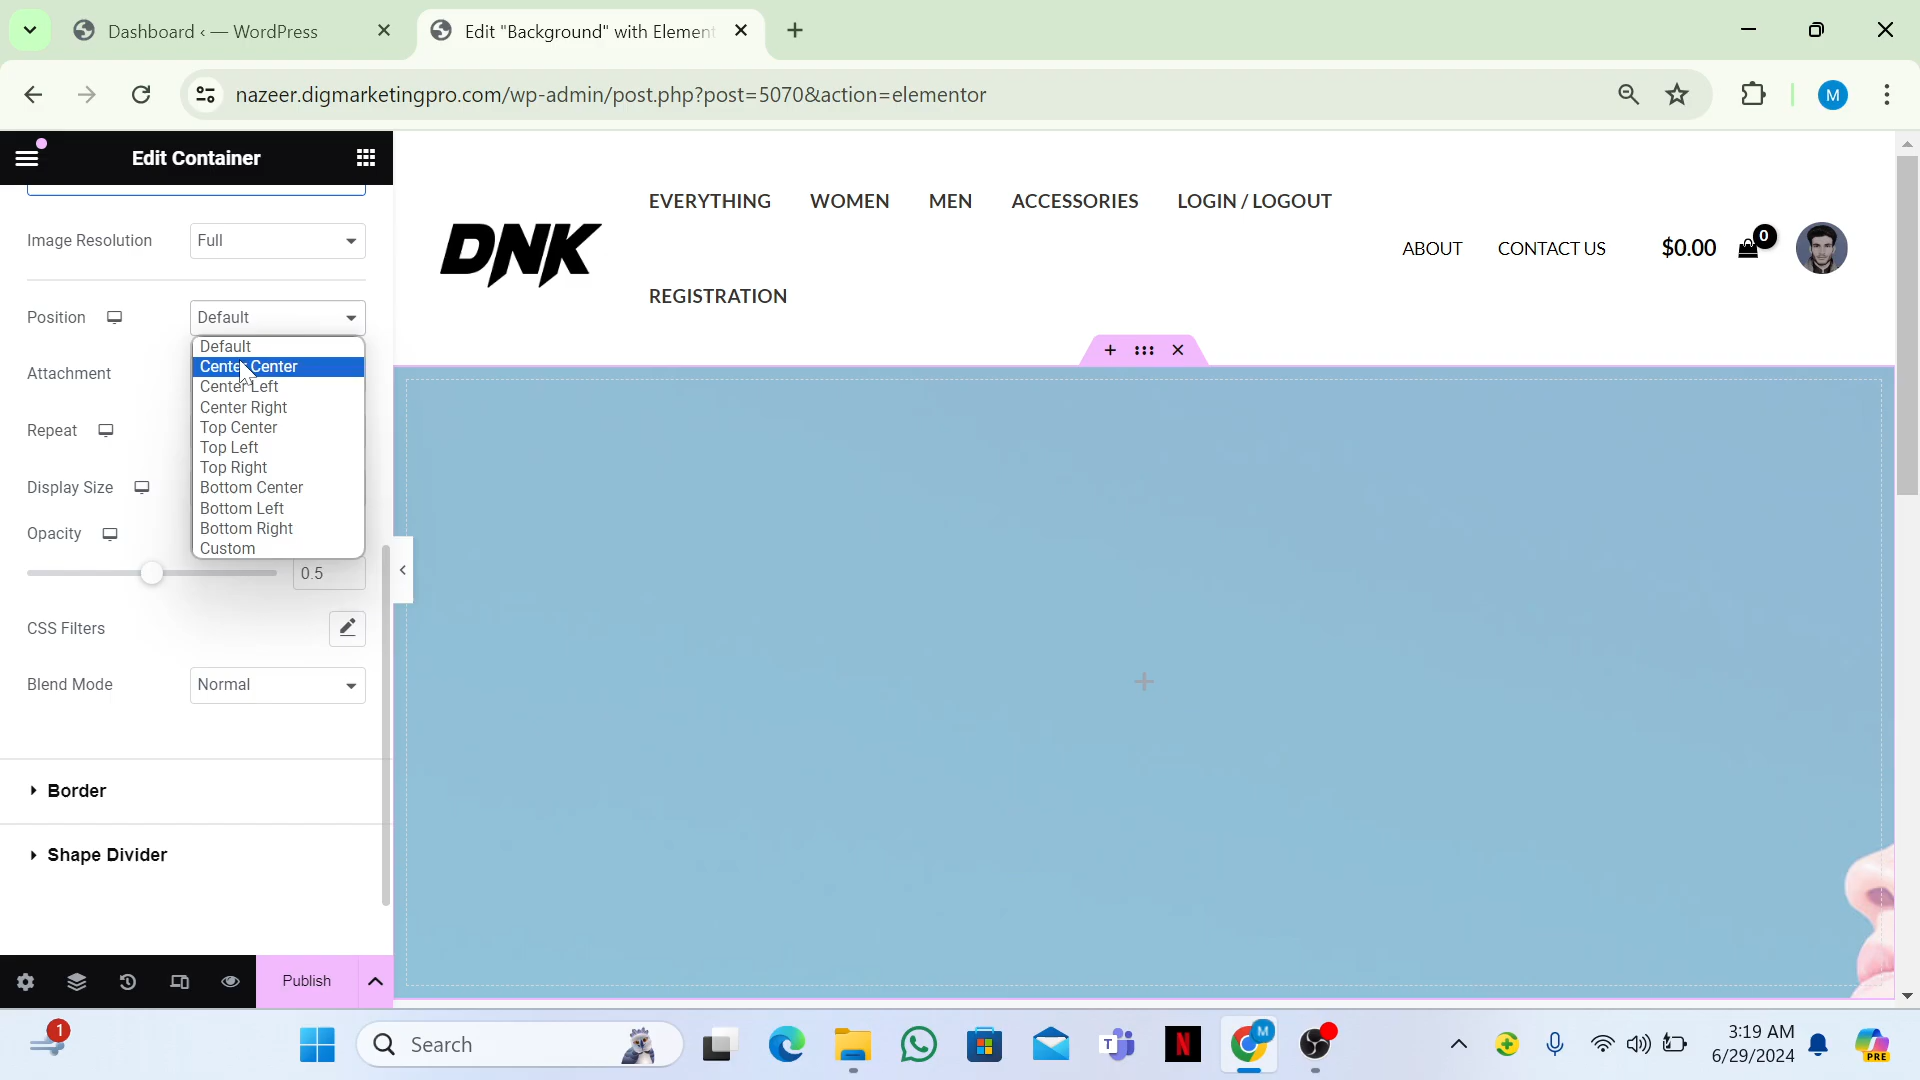 Dashboard ‹ — WordPress
Edit "Background" with Element
nazeer.digmarketingpro.com/wp-admin/post.php?post=5070&action=elementor
M
Edit Container
Image Resolution
Full
Position
Default
Default
Center Center
Center Left
Center Right
Top Center
Top Left
Top Right
Bottom Center
Bottom Left
Bottom Right
Custom
Attachment
Repeat
Display Size
Opacity
0.5
CSS Filters
Blend Mode
Normal
Border
Shape Divider
Publish
DNK
EVERYTHING WOMEN MEN ACCESSORIES LOGIN / LOGOUT
REGISTRATION
ABOUT CONTACT US $0.00 0
1
Search
N
M
3:19 AM
6/29/2024
PRE